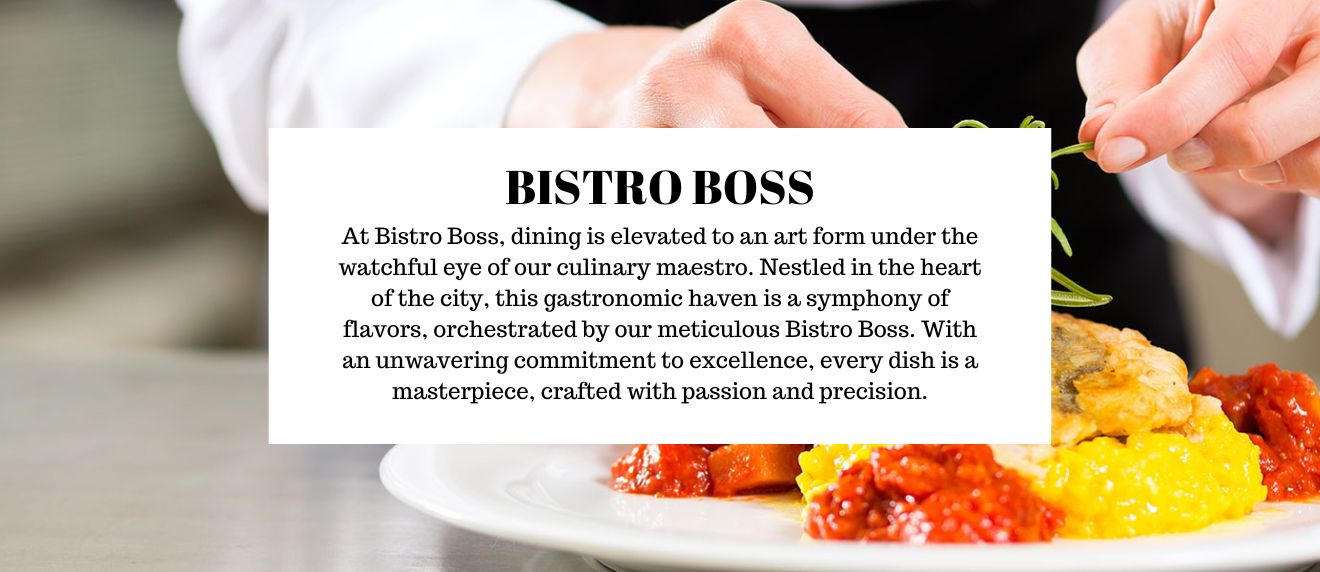 BISTRO BOSS
At Bistro Boss, dining is elevated to an art form under the
watchful eye of our culinary maestro. Nestled in the heart
of the city, this gastronomic haven is a symphony of
flavors, orchestrated by our meticulous Bistro Boss. With
an unwavering commitment to excellence, every dish is a
masterpiece, crafted with passion and precision.